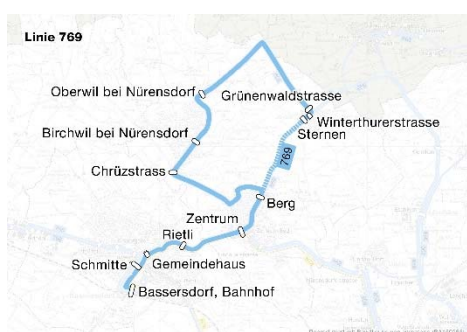 Linie 769
Oberwil bei Nürensdorf
Grünenwaldstrasse
Winterthurerstrasse
Sternen
Birchwil bei Nürensdorf
769
Chrüzstrass
Berg
Zentrum
Rietli
Gemeindehaus
Schmitte
Bassersdorf, Bahnhof